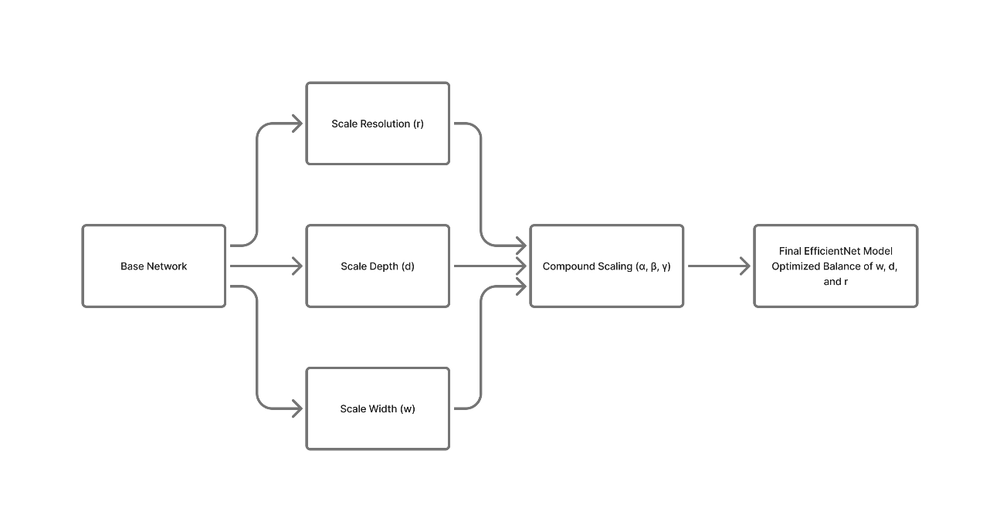 Base Network
Scale Resolution (r)
Scale Depth (d)
Scale Width (w)
Compound Scaling (α, β, γ)
Final EfficientNet Model
Optimized Balance of w, d,
and r